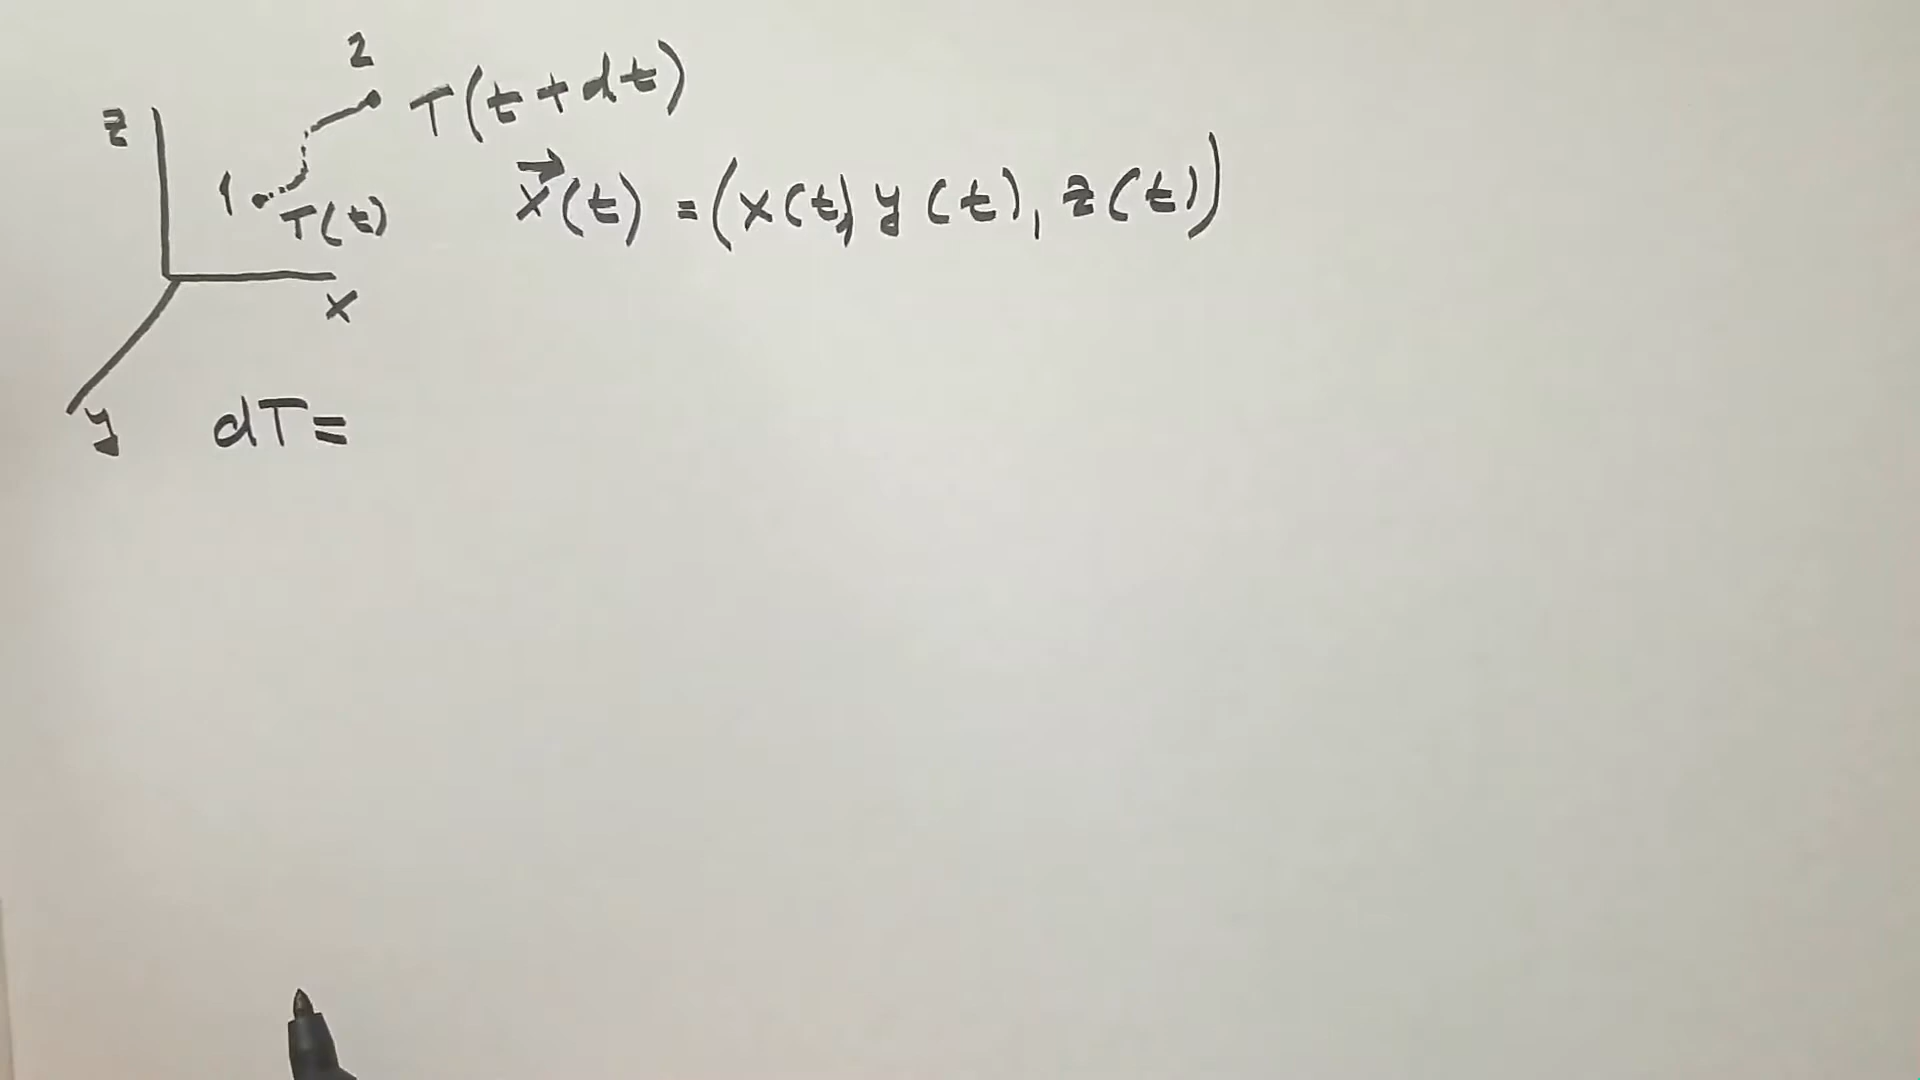 2
T(t+dt)
z
1
T(t)
x⃗(t) = (x(t), y(t), z(t))
x
y
dT=